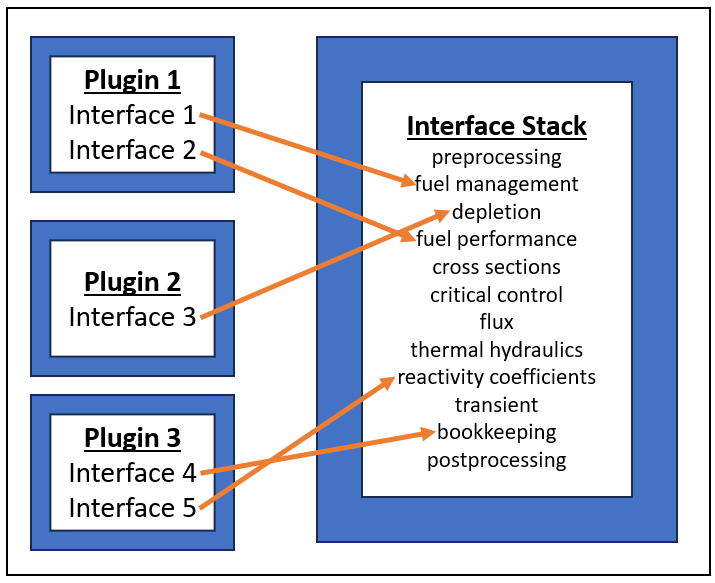 Plugin 1
Interface 1
Interface 2
Plugin 2
Interface 3
Plugin 3
Interface 4
Interface 5
Interface Stack
preprocessing
fuel management
depletion
fuel performance
cross sections
critical control
flux
thermal hydraulics
reactivity coefficients
transient
bookkeeping
postprocessing